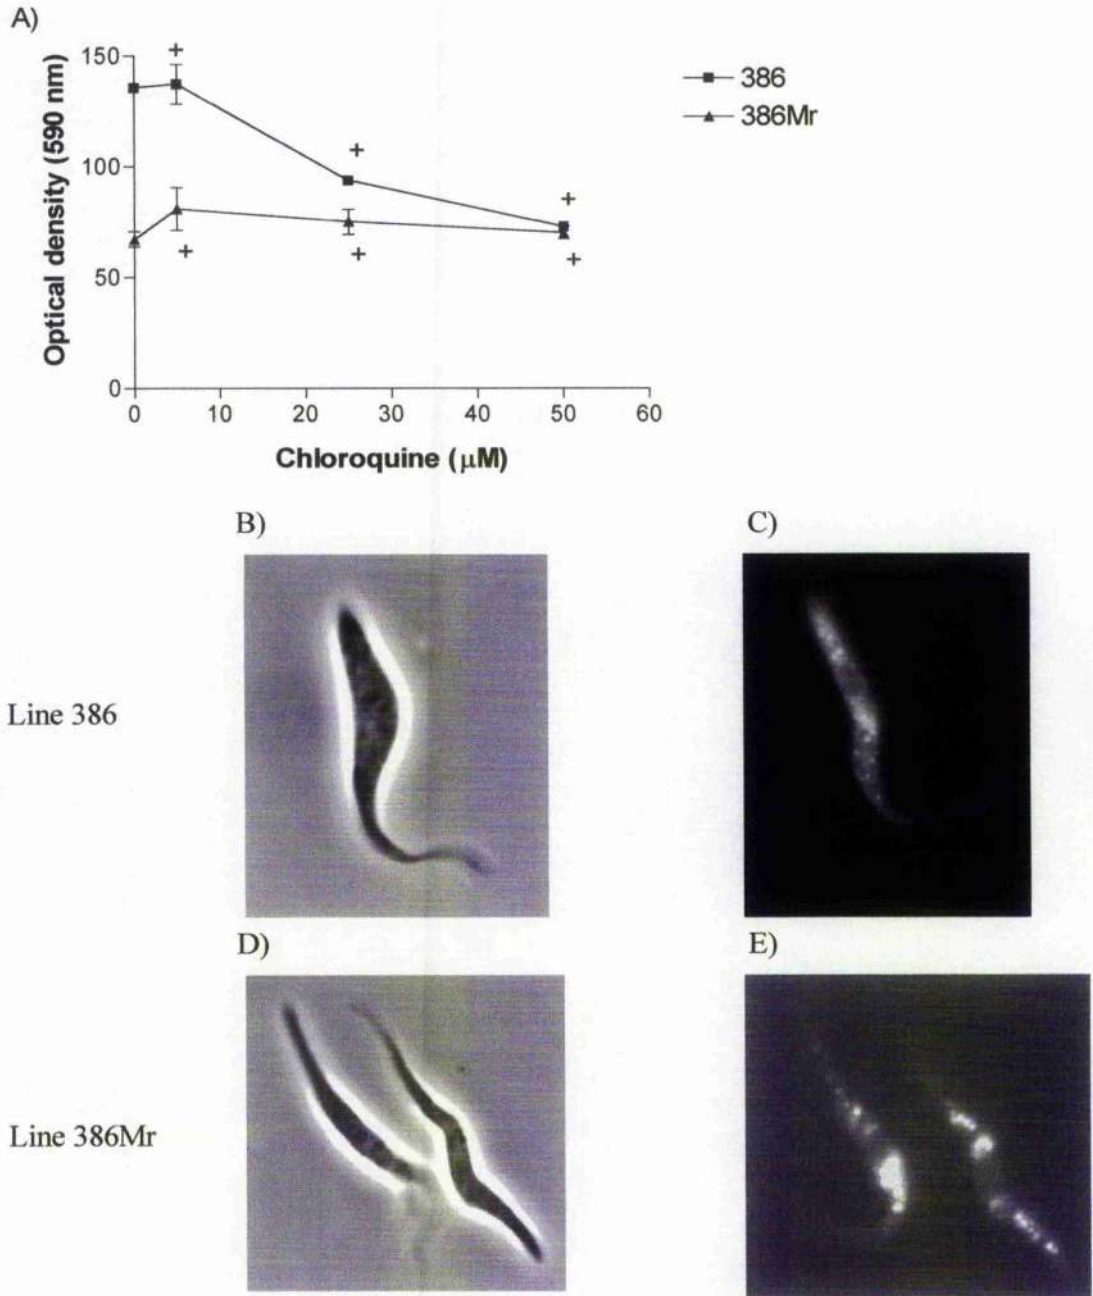 A)
Optical density (590 nm)
150
100
50
0
0 10 20 30 40 50 60
Chloroquine (μM)
+ + +
+ + +
386
386Mr
B)
C)
Line 386
D)
E)
Line 386Mr